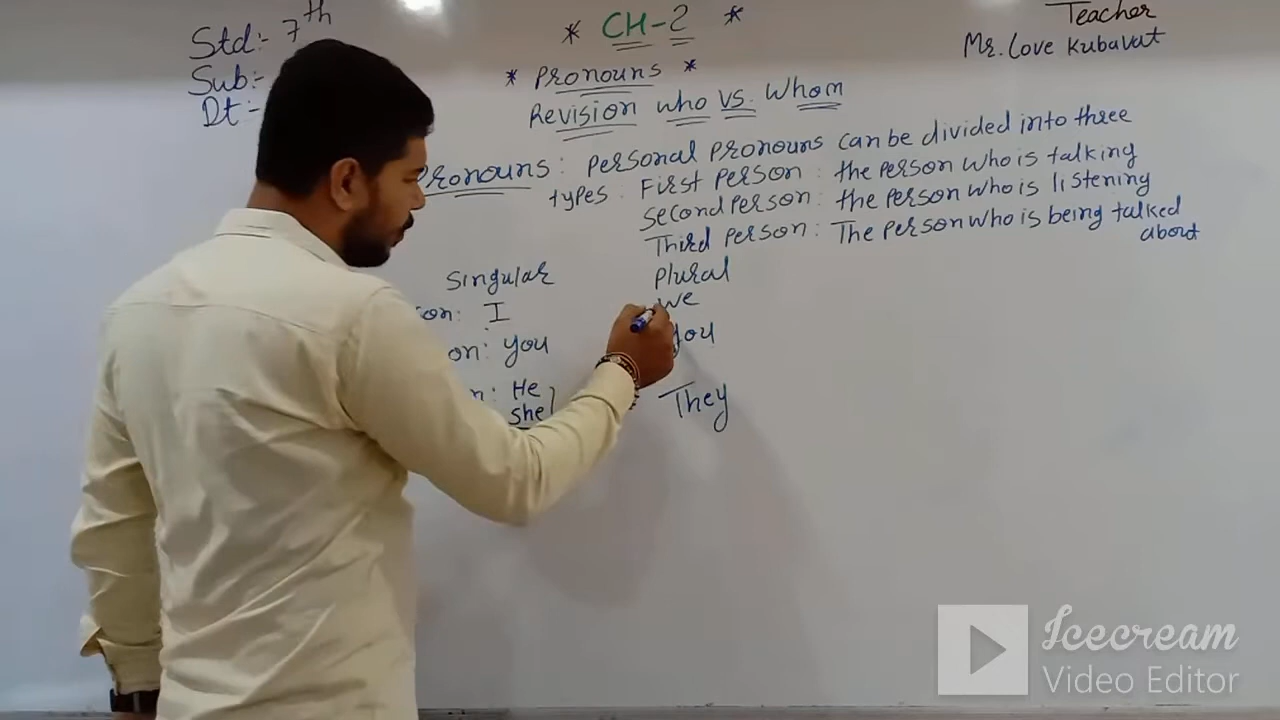 Std:- 7th
Sub:-
Dt:-
* CH-2 *
* Pronouns *
Revision who vs. Whom
Teacher
Mr. Love Kubavat
Pronouns: Personal Pronouns can be divided into three
types: First Person: the Person who is talking
Second Person: the Person who is listening
Third Person: The Person who is being talked
about
Singular Plural
son: I We
on: you you
n: He
She They
Icecream
Video Editor